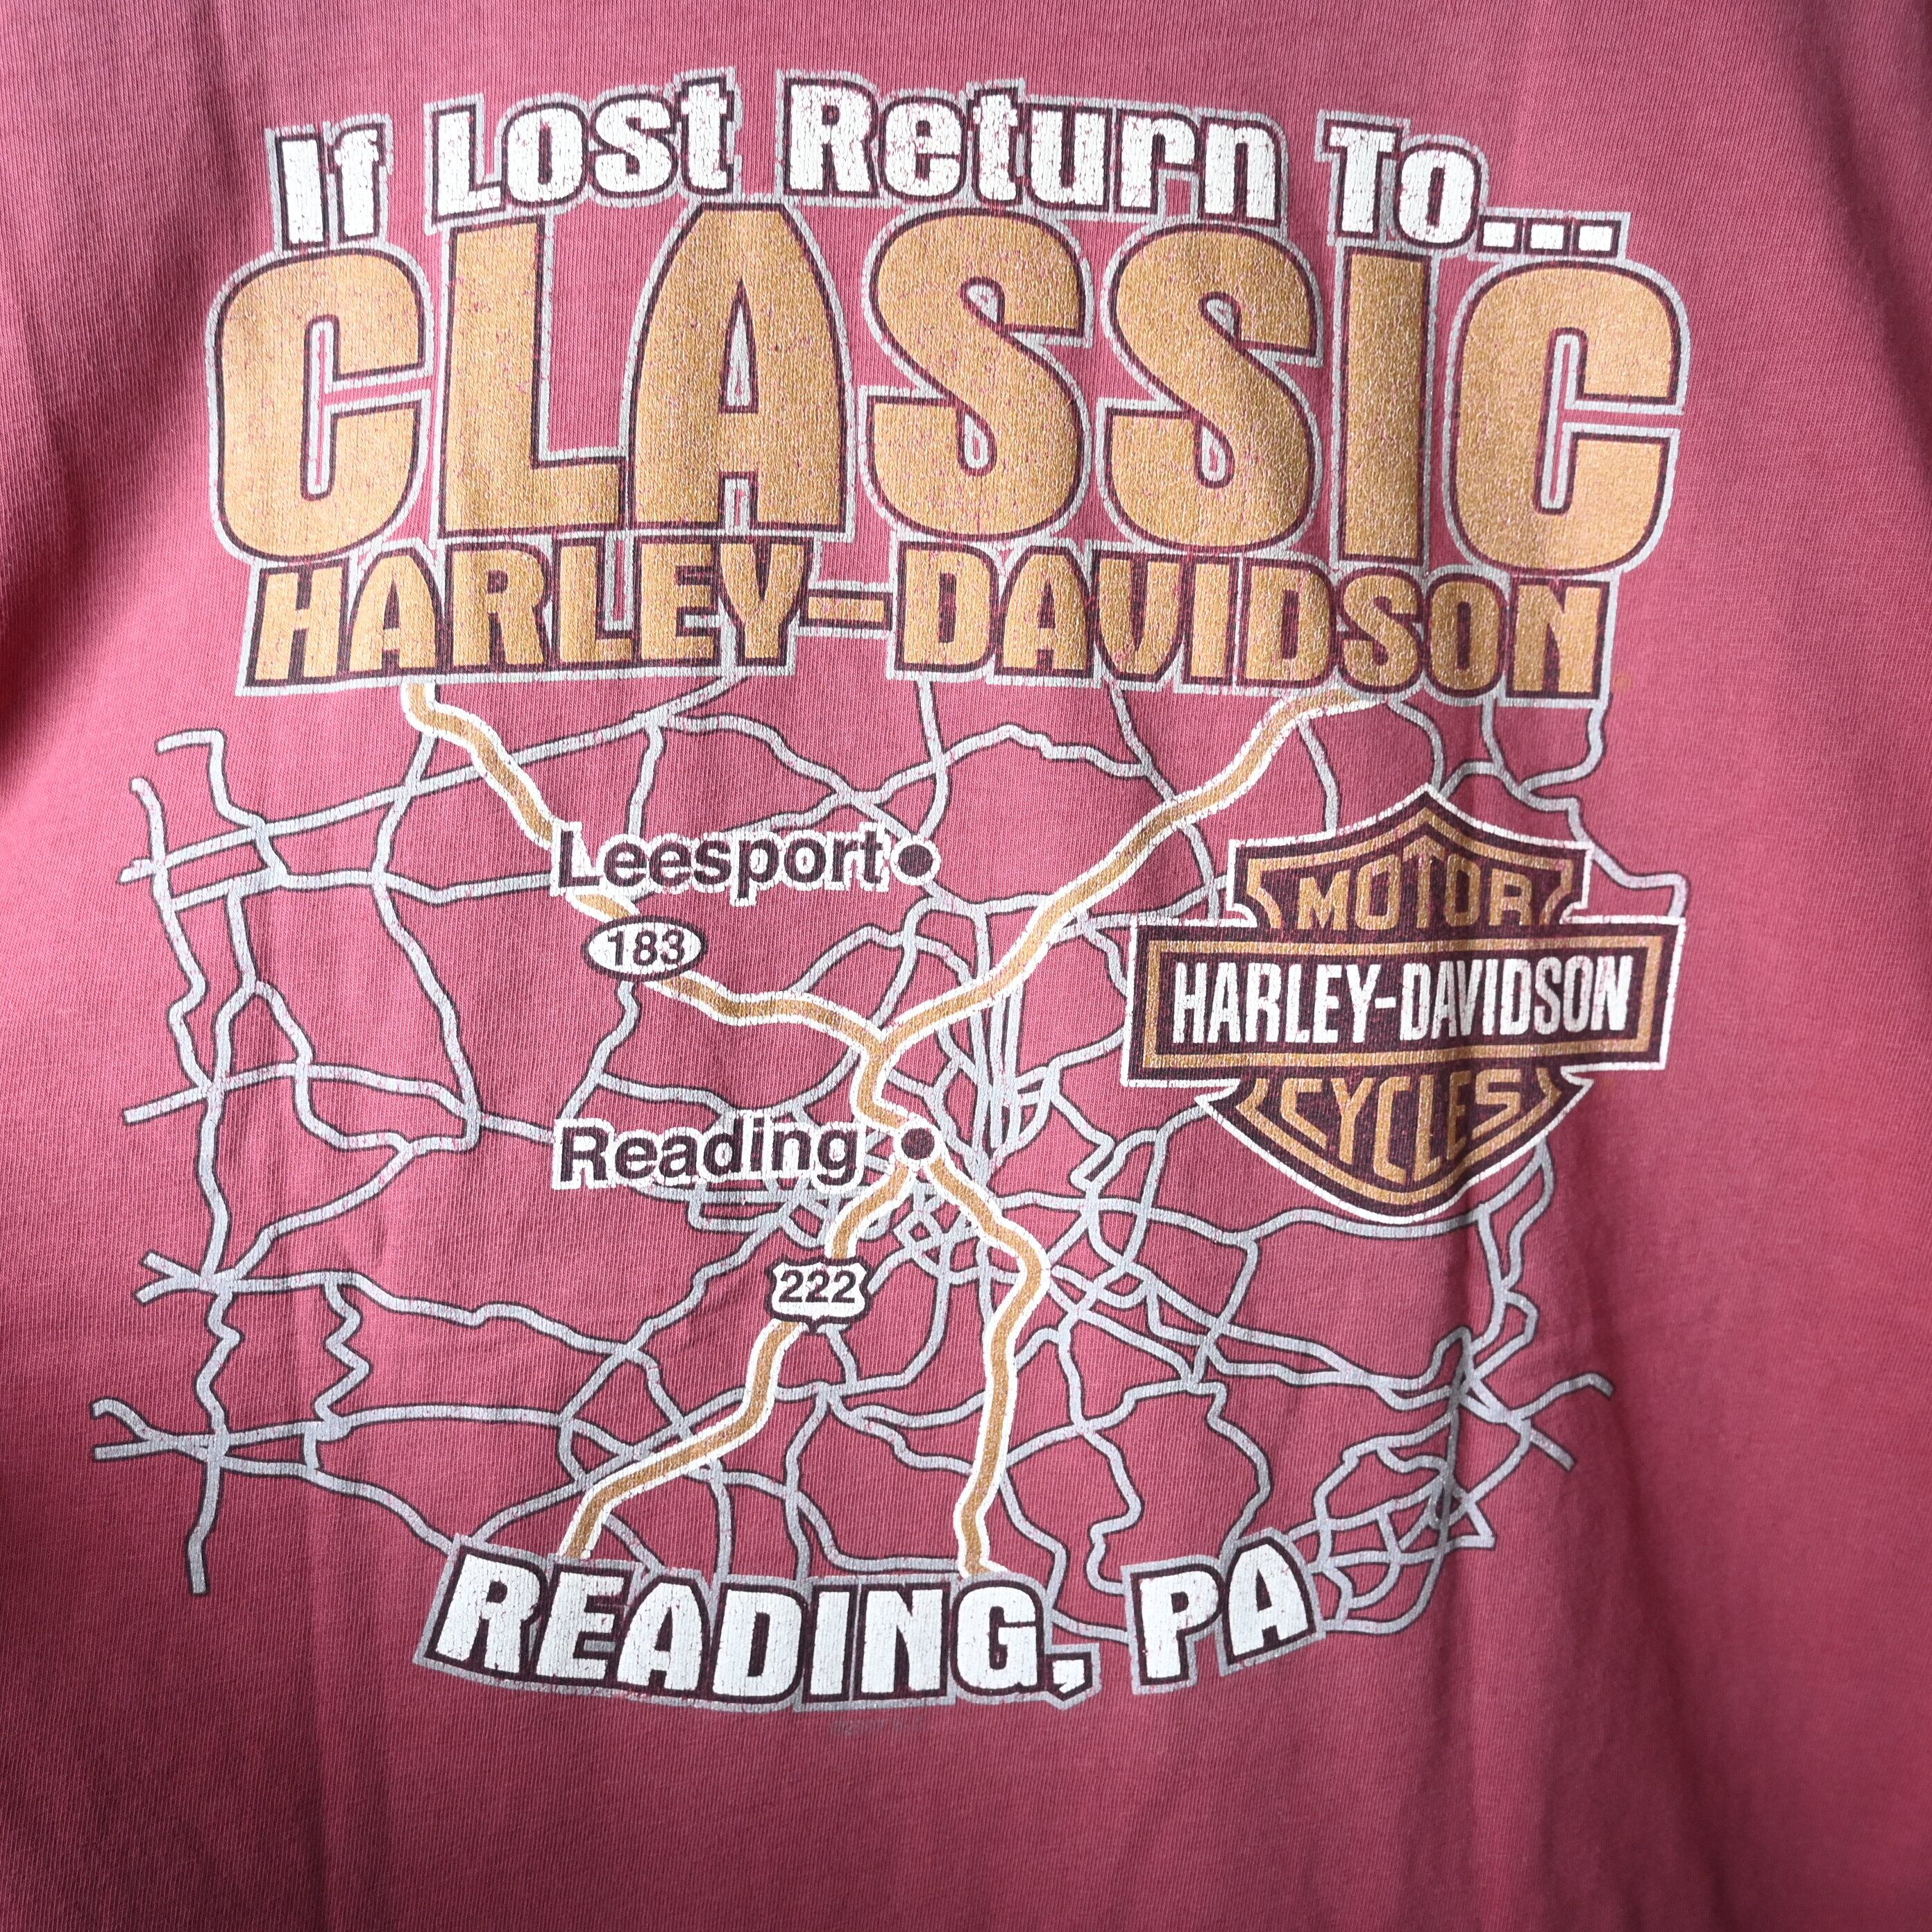 If Lost Return To...
CLASSIC
HARLEY-DAVIDSON
Leesport
183
MOTOR
HARLEY-DAVIDSON
CYCLES
Reading
222
READING, PA